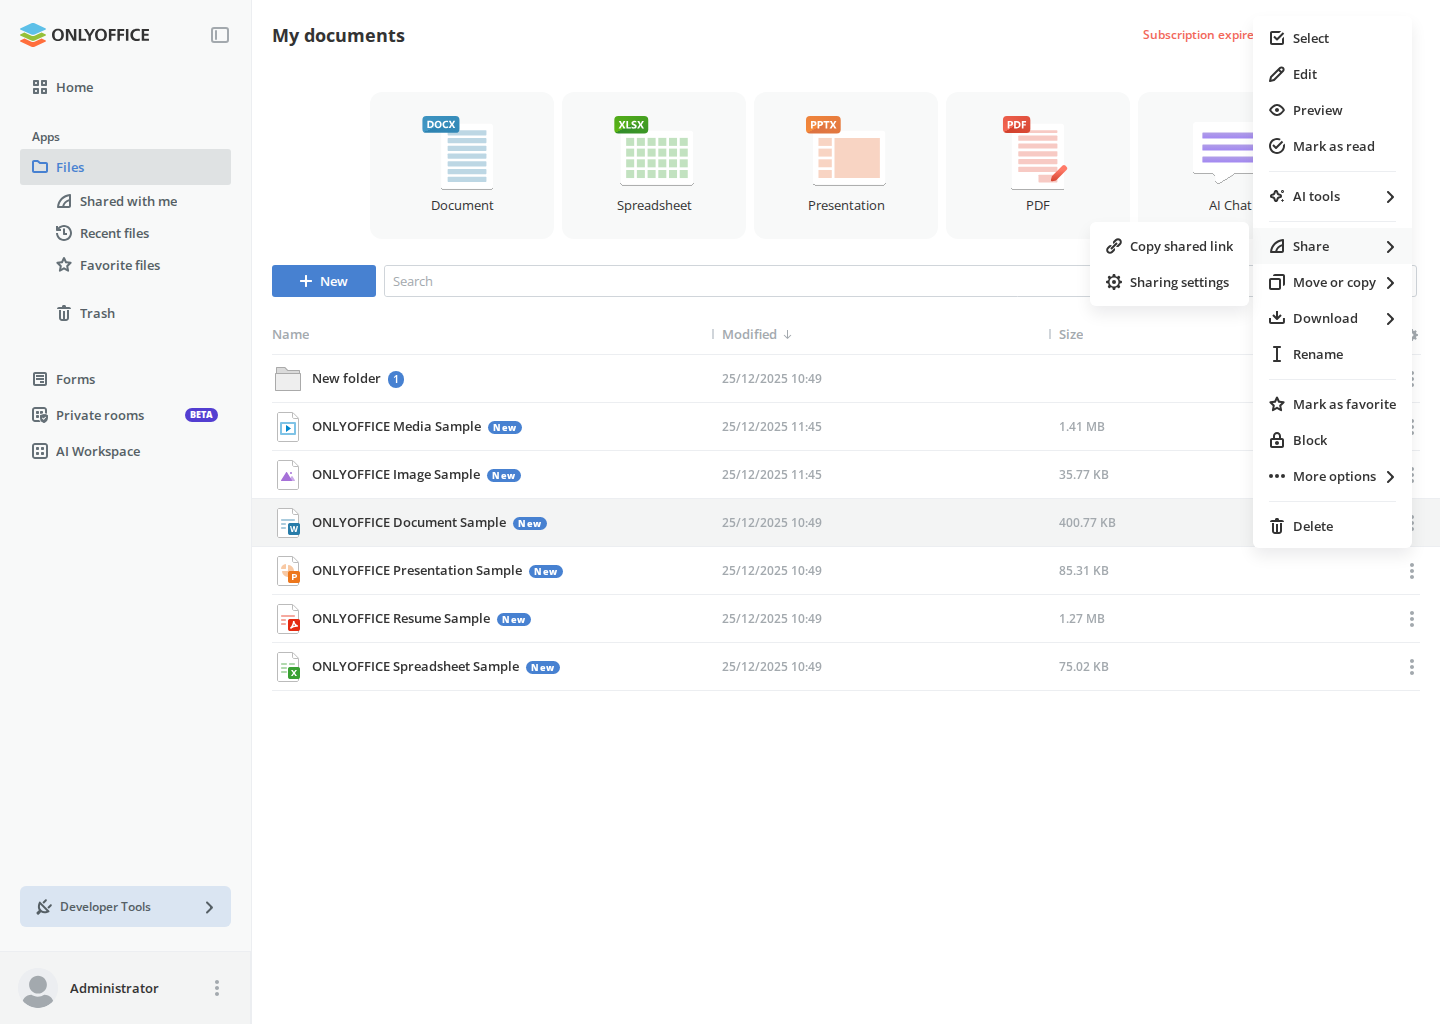 ONLYOFFICE
Home
Apps
Files
Shared with me
Recent files
Favorite files
Trash
Forms
Private rooms BETA
AI Workspace
Developer Tools
Administrator
My documents
Subscription expire
DOCX
Document
XLSX
Spreadsheet
PPTX
Presentation
PDF
PDF
AI Chat
New
Search
Name Modified Size
New folder 1 25/12/2025 10:49
ONLYOFFICE Media Sample New 25/12/2025 11:45 1.41 MB
ONLYOFFICE Image Sample New 25/12/2025 11:45 35.77 KB
W ONLYOFFICE Document Sample New 25/12/2025 10:49 400.77 KB
P ONLYOFFICE Presentation Sample New 25/12/2025 10:49 85.31 KB
ONLYOFFICE Resume Sample New 25/12/2025 10:49 1.27 MB
X ONLYOFFICE Spreadsheet Sample New 25/12/2025 10:49 75.02 KB
Select
Edit
Preview
Mark as read
AI tools
Share
Move or copy
Download
Rename
Mark as favorite
Block
More options
Delete
Copy shared link
Sharing settings